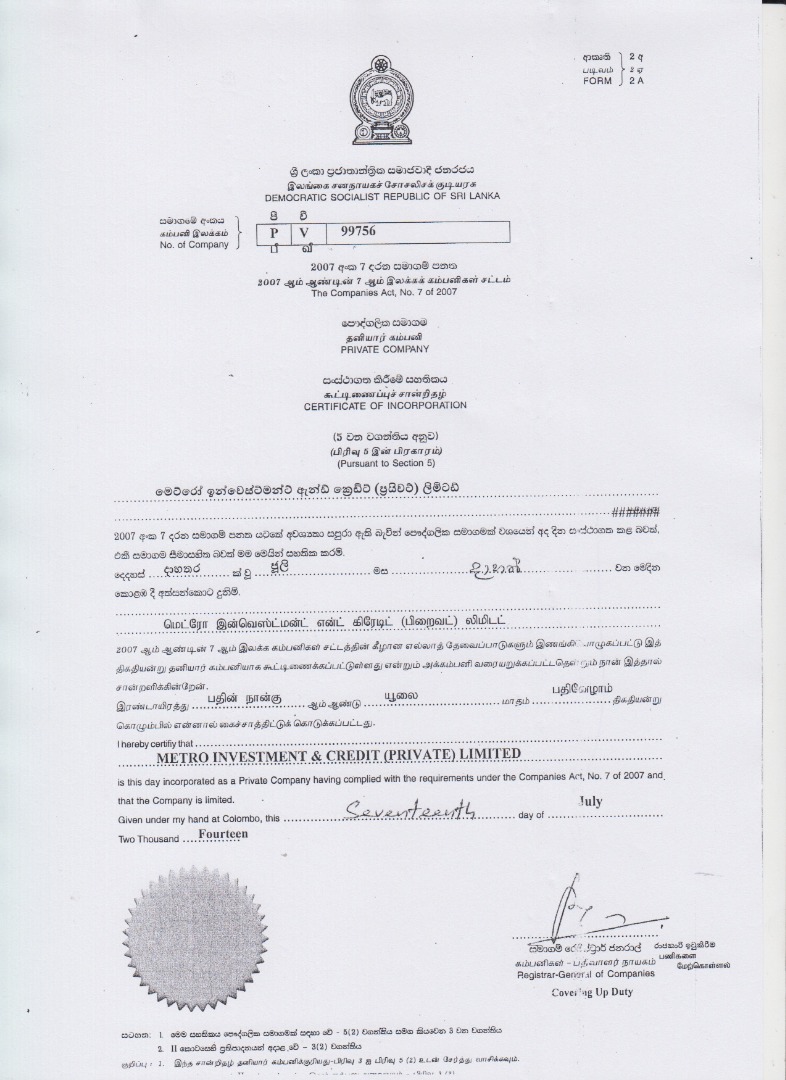 ආකෘති 2 අ
படிவம் 2 ஏ
FORM 2 A
ශ්‍රී ලංකා ප්‍රජාතාන්ත්‍රික සමාජවාදී ජනරජය
இலங்கை சனநாயகச் சோசலிசக் குடியரசு
DEMOCRATIC SOCIALIST REPUBLIC OF SRI LANKA
සමාගමේ අංකය
கம்பனி இலக்கம்
No. of Company
පි වී
P V 99756
பீ வீ
2007 අංක 7 දරන සමාගම් පනත
2007 ஆம் ஆண்டின் 7 ஆம் இலக்கக் கம்பனிகள் சட்டம்
The Companies Act, No. 7 of 2007
පෞද්ගලික සමාගම
தனியார் கம்பனி
PRIVATE COMPANY
සංස්ථාගත කිරීමේ සහතිකය
கூட்டிணைப்புச் சான்றிதழ்
CERTIFICATE OF INCORPORATION
(5 වන වගන්තිය අනුව)
(பிரிவு 5 இன் பிரகாரம்)
(Pursuant to Section 5)
මෙට්රෝ ඉන්වෙස්ට්මන්ට් ඇන්ඩ් ක්‍රෙඩිට් (ප්‍රයිවට්) ලිමිටඩ්
#######
2007 අංක 7 දරන සමාගම් පනත යටතේ අවශ්‍යතා සපුරා ඇති බැවින් පෞද්ගලික සමාගමක් වශයෙන් අද දින සංස්ථාගත කළ බවත්,
එකී සමාගම සීමාසහිත බවත් මම මෙයින් සහතික කරමි.
දෙදහස් දාහතර ක් වූ ජූලි මස දාහත් වන මෙදින
කොළඹ දී අත්සන්කොට දුනිමි.
மெட்ரோ இன்வெஸ்ட்மன்ட் என்ட் கிரேடிட் (பிறைவட்) லிமிடட்
2007 ஆம் ஆண்டின் 7 ஆம் இலக்க கம்பனிகள் சட்டத்தின் கீழான எல்லாத் தேவைப்பாடுகளும் இணங்கி யொழுகப்பட்டு இத்
திகதியன்று தனியார் கம்பனியாக கூட்டிணைக்கப்பட்டுள்ளது என்றும் அக்கம்பனி வரையறுக்கப்பட்டதென்றும் நான் இத்தால்
சான்றளிக்கின்றேன்.
இரண்டாயிரத்து பதின் நான்கு ஆம் ஆண்டு யூலை மாதம் பதினேழாம் திகதியன்று
கொழும்பில் என்னால் கைச்சாத்திட்டுக் கொடுக்கப்பட்டது.
I hereby certifiy that
METRO INVESTMENT & CREDIT (PRIVATE) LIMITED
is this day incorporated as a Private Company having complied with the requirements under the Companies Act, No. 7 of 2007 and
that the Company is limited.
Given under my hand at Colombo, this Seventeenth day of July
Two Thousand Fourteen
සමාගම් රෙජිස්ට්‍රාර් ජනරාල් රාජකාරි ඉටුකිරීම
கம்பனிகள் – பதிவாளர் நாயகம் பணிகளை
Registrar-General of Companies மேற்கொள்ளல்
Covering Up Duty
සටහන: 1. මෙම සහතිකය පෞද්ගලික සමාගමක් සඳහා වේ – 5(2) වගන්තිය සමග කියවෙන 3 වන වගන්තිය
2. II කොටසෙහි ප්‍රතිපාදනයන් අදාළ වේ – 3(2) වගන්තිය
குறிப்பு : 1. இந்த சான்றிதழ் தனியார் கம்பனிக்குரியது-பிரிவு 3 ஐ பிரிவு 5 (2) உடன் சேர்த்து வாசிக்கவும்.